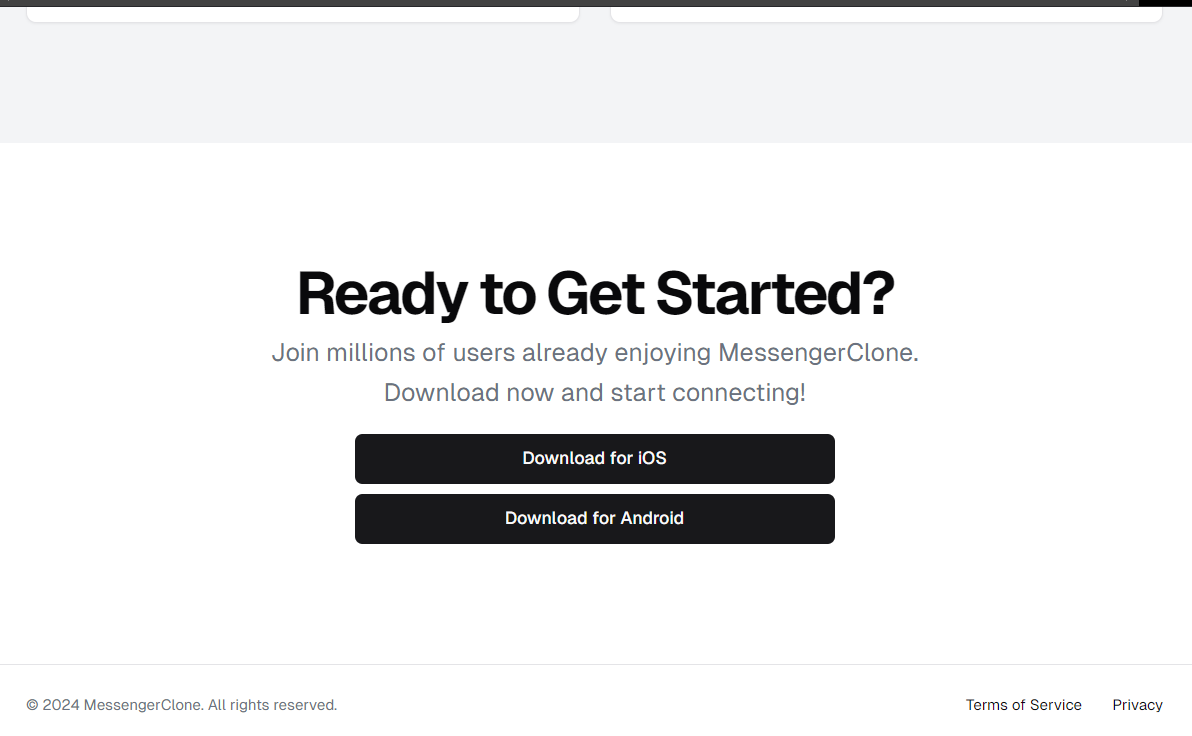 Ready to Get Started?
Join millions of users already enjoying MessengerClone.
Download now and start connecting!
Download for iOS
Download for Android
© 2024 MessengerClone. All rights reserved.
Terms of Service
Privacy